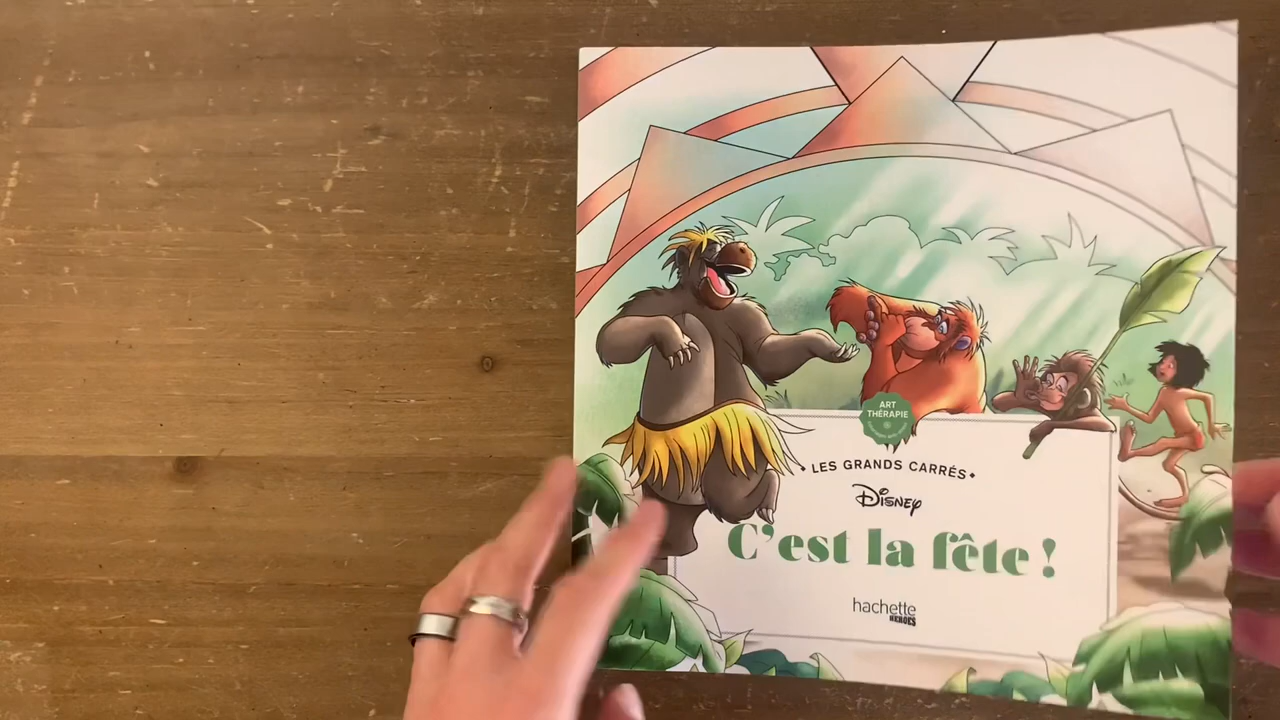 ART
THÉRAPIE
LES GRANDS CARRÉS
Disney
C'est la fête !
hachette
HEROES